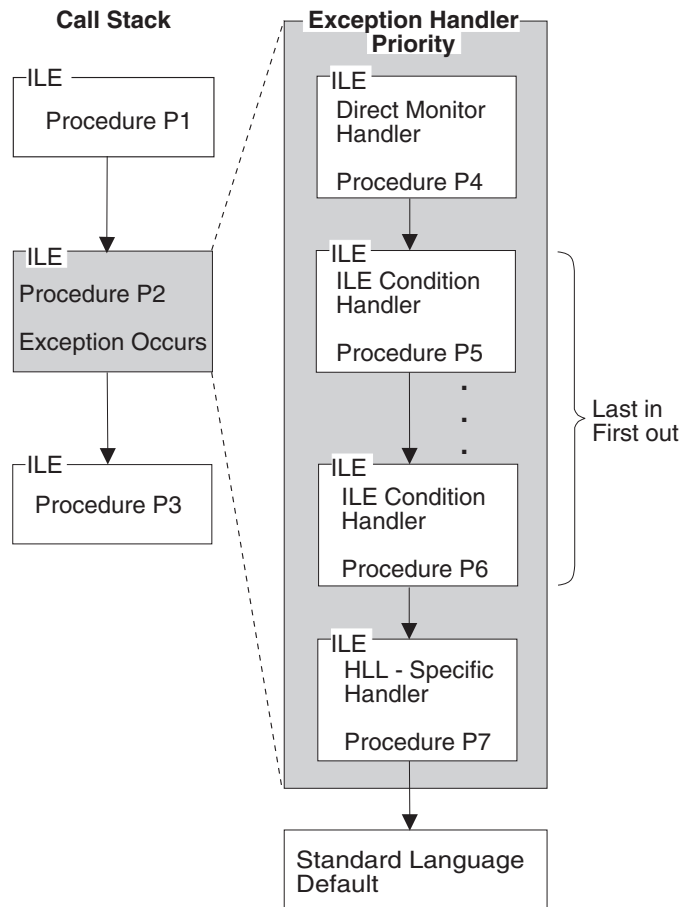 Call Stack
ILE
Procedure P1
ILE
Procedure P2
Exception Occurs
ILE
Procedure P3
Exception Handler
Priority
ILE
Direct Monitor
Handler
Procedure P4
ILE
ILE Condition
Handler
Procedure P5
.
.
.
ILE
ILE Condition
Handler
Procedure P6
Last in
First out
ILE
HLL - Specific
Handler
Procedure P7
Standard Language
Default